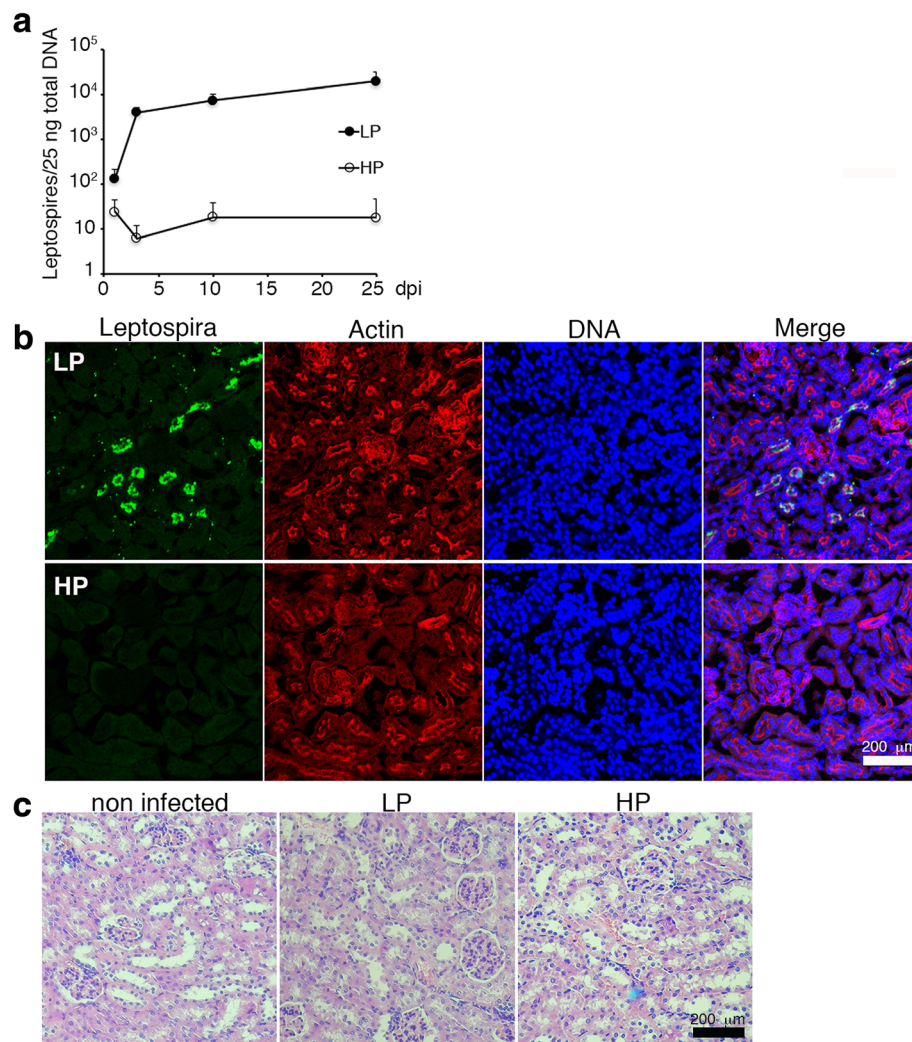 a
Leptospires/25 ng total DNA
10⁵
10⁴
10³
10²
10
1
0 5 10 15 20 25 dpi
LP
HP
b
Leptospira Actin DNA Merge
LP
HP
200 μm
c
non infected LP HP
200 μm